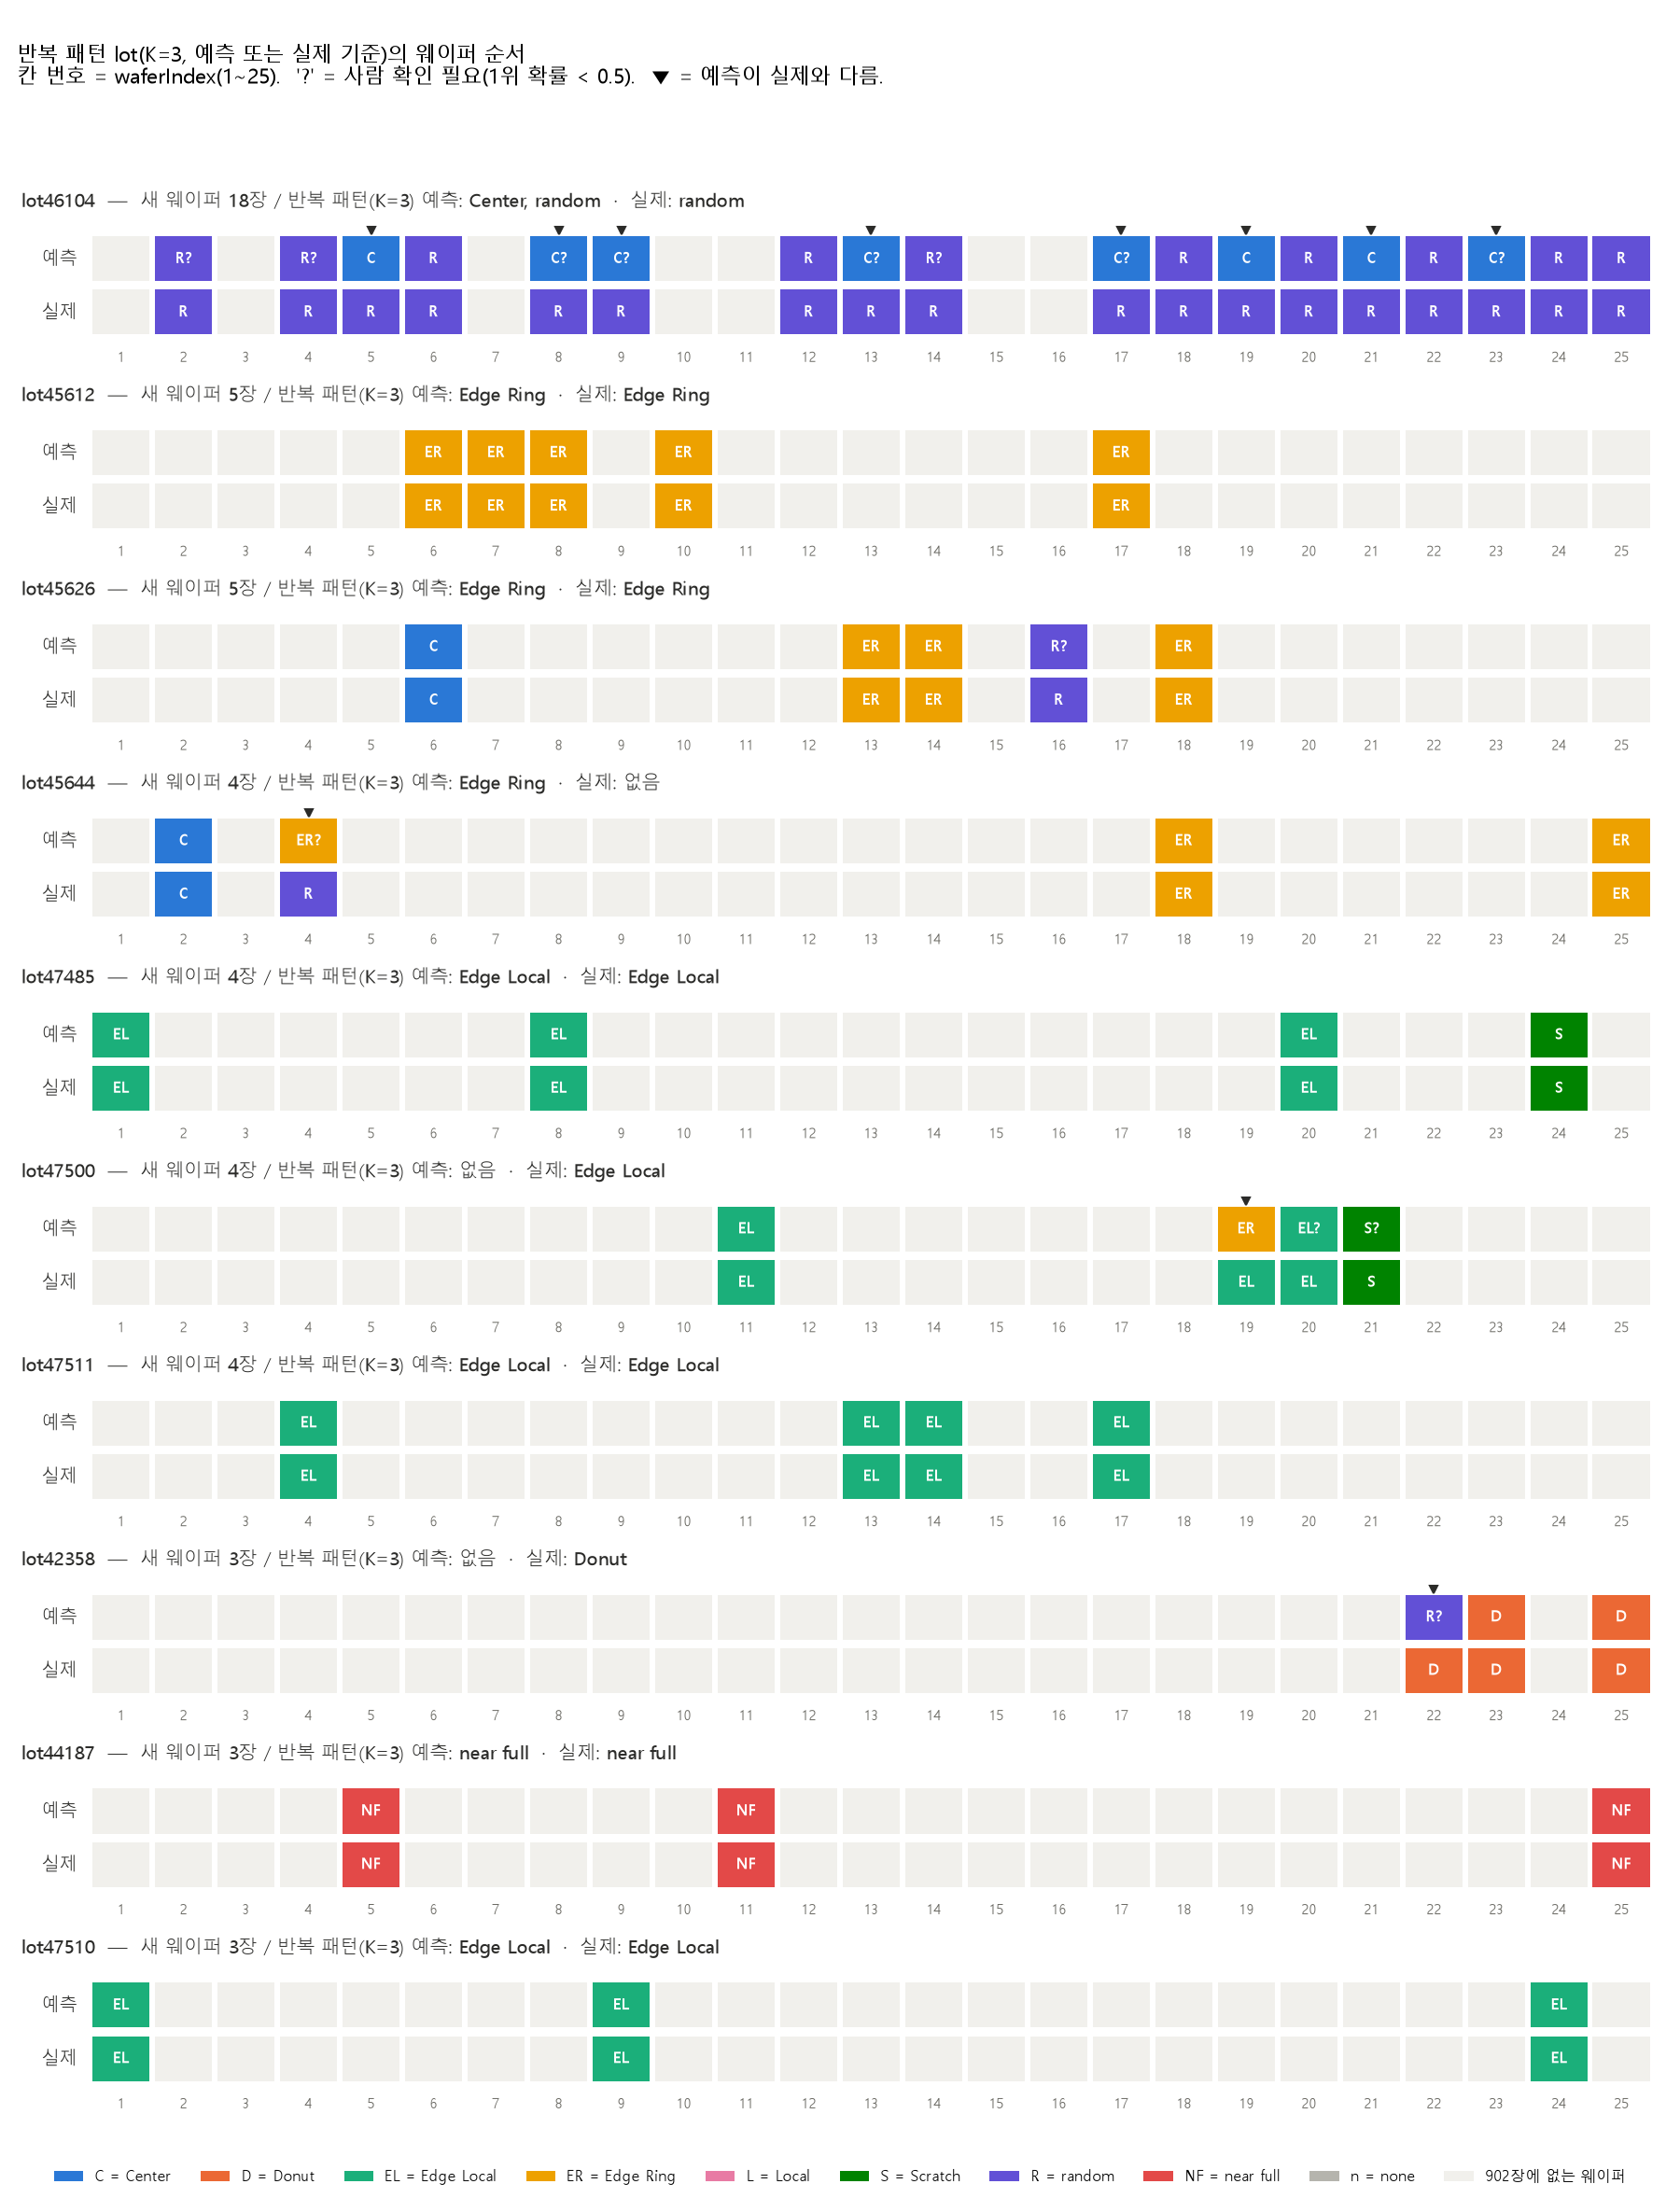 반복 패턴 lot(K=3, 예측 또는 실제 기준)의 웨이퍼 순서
칸 번호 = waferIndex(1~25).  '?' = 사람 확인 필요(1위 확률 < 0.5).  ▼ = 예측이 실제와 다름.
lot46104 — 새 웨이퍼 18장 / 반복 패턴(K=3) 예측: Center, random · 실제: random
▼ ▼ ▼ ▼ ▼ ▼ ▼ ▼
예측 R? R? C R C? C? R C? R? C? R C R C R C? R R
실제 R R R R R R R R R R R R R R R R R R
1 2 3 4 5 6 7 8 9 10 11 12 13 14 15 16 17 18 19 20 21 22 23 24 25
lot45612 — 새 웨이퍼 5장 / 반복 패턴(K=3) 예측: Edge Ring · 실제: Edge Ring
예측 ER ER ER ER ER
실제 ER ER ER ER ER
1 2 3 4 5 6 7 8 9 10 11 12 13 14 15 16 17 18 19 20 21 22 23 24 25
lot45626 — 새 웨이퍼 5장 / 반복 패턴(K=3) 예측: Edge Ring · 실제: Edge Ring
예측 C ER ER R? ER
실제 C ER ER R ER
1 2 3 4 5 6 7 8 9 10 11 12 13 14 15 16 17 18 19 20 21 22 23 24 25
lot45644 — 새 웨이퍼 4장 / 반복 패턴(K=3) 예측: Edge Ring · 실제: 없음
▼
예측 C ER? ER ER
실제 C R ER ER
1 2 3 4 5 6 7 8 9 10 11 12 13 14 15 16 17 18 19 20 21 22 23 24 25
lot47485 — 새 웨이퍼 4장 / 반복 패턴(K=3) 예측: Edge Local · 실제: Edge Local
예측 EL EL EL S
실제 EL EL EL S
1 2 3 4 5 6 7 8 9 10 11 12 13 14 15 16 17 18 19 20 21 22 23 24 25
lot47500 — 새 웨이퍼 4장 / 반복 패턴(K=3) 예측: 없음 · 실제: Edge Local
▼
예측 EL ER EL? S?
실제 EL EL EL S
1 2 3 4 5 6 7 8 9 10 11 12 13 14 15 16 17 18 19 20 21 22 23 24 25
lot47511 — 새 웨이퍼 4장 / 반복 패턴(K=3) 예측: Edge Local · 실제: Edge Local
예측 EL EL EL EL
실제 EL EL EL EL
1 2 3 4 5 6 7 8 9 10 11 12 13 14 15 16 17 18 19 20 21 22 23 24 25
lot42358 — 새 웨이퍼 3장 / 반복 패턴(K=3) 예측: 없음 · 실제: Donut
▼
예측 R? D D
실제 D D D
1 2 3 4 5 6 7 8 9 10 11 12 13 14 15 16 17 18 19 20 21 22 23 24 25
lot44187 — 새 웨이퍼 3장 / 반복 패턴(K=3) 예측: near full · 실제: near full
예측 NF NF NF
실제 NF NF NF
1 2 3 4 5 6 7 8 9 10 11 12 13 14 15 16 17 18 19 20 21 22 23 24 25
lot47510 — 새 웨이퍼 3장 / 반복 패턴(K=3) 예측: Edge Local · 실제: Edge Local
예측 EL EL EL
실제 EL EL EL
1 2 3 4 5 6 7 8 9 10 11 12 13 14 15 16 17 18 19 20 21 22 23 24 25
C = Center D = Donut EL = Edge Local ER = Edge Ring L = Local S = Scratch R = random NF = near full n = none 902장에 없는 웨이퍼